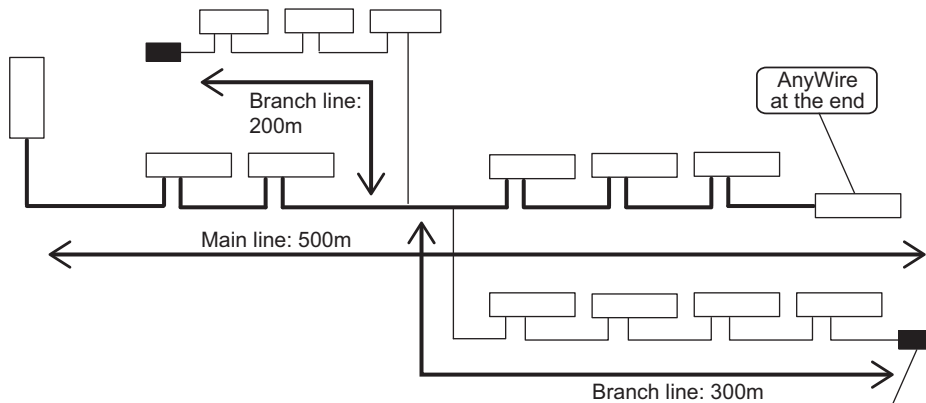 Branch line:
200m
AnyWire
at the end
Main line: 500m
Branch line: 300m